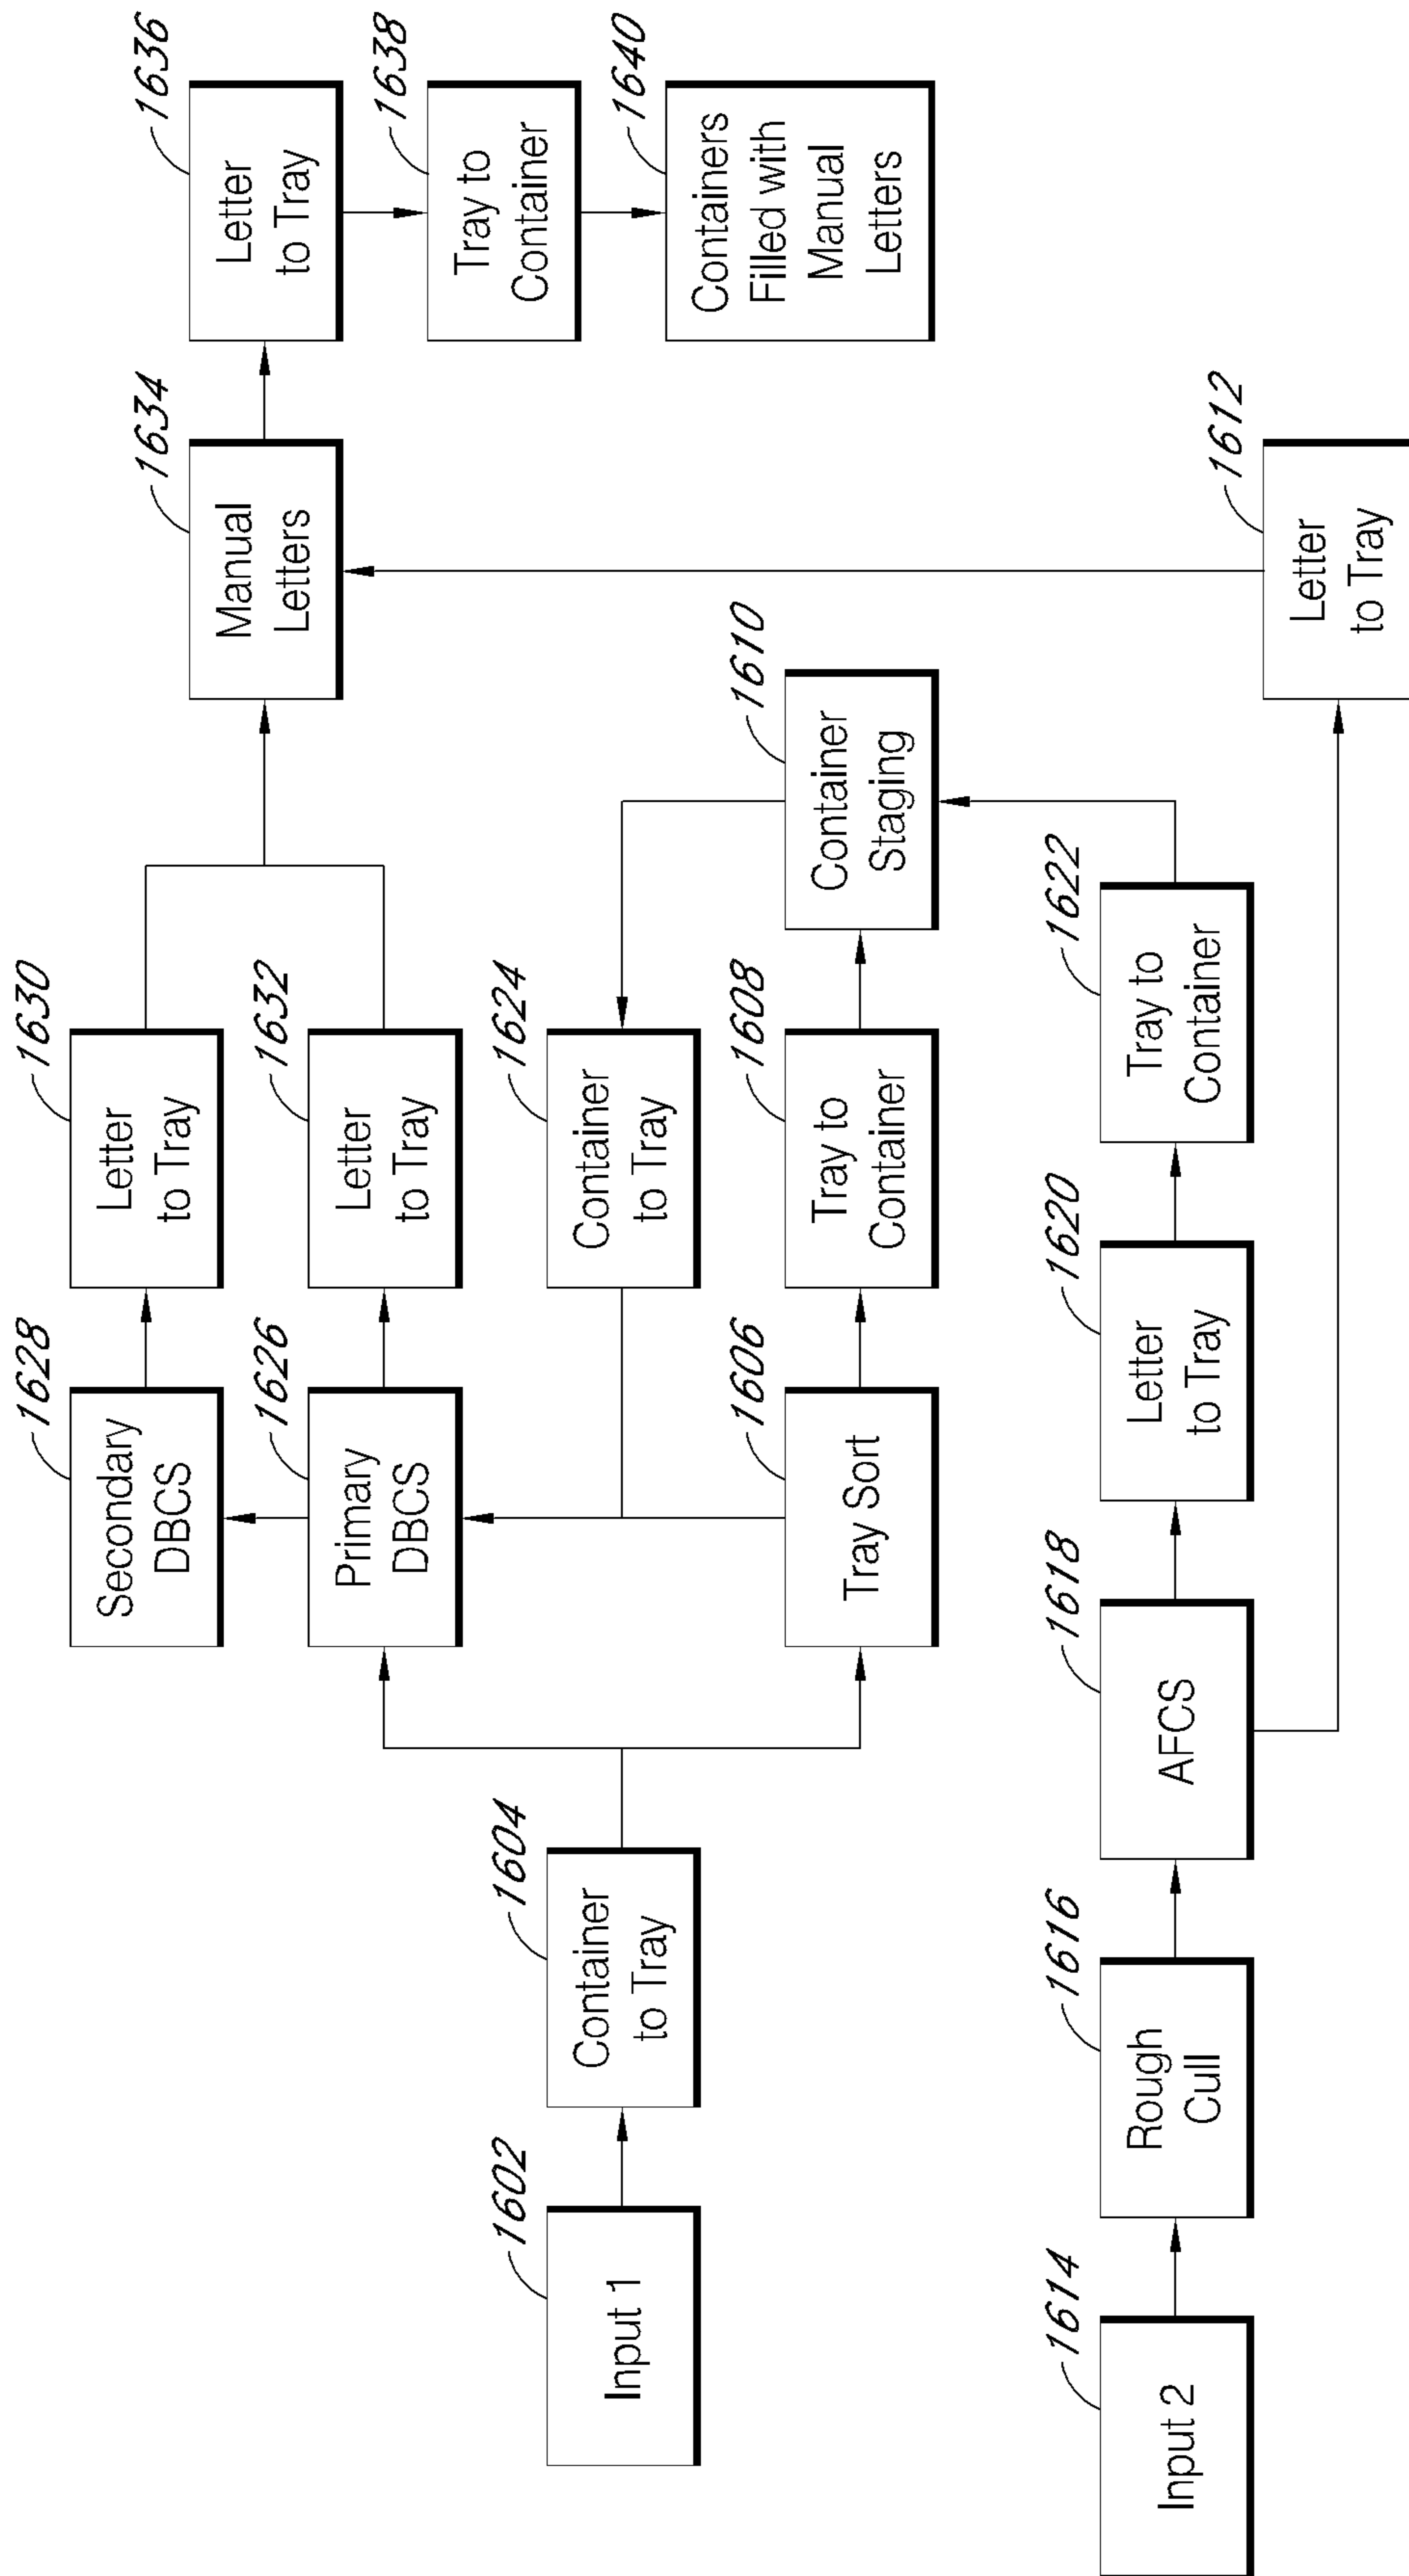 1628
Secondary
DBCS
1630
Letter
to Tray
1634
Manual
Letters
1636
Letter
to Tray
1626
Primary
DBCS
1632
Letter
to Tray
1638
Tray to
Container
1602
Input 1
1604
Container
to Tray
1624
Container
to Tray
1640
Containers
Filled with
Manual
Letters
1606
Tray Sort
1608
Tray to
Container
1610
Container
Staging
1614
Input 2
1616
Rough
Cull
1618
AFCS
1620
Letter
to Tray
1622
Tray to
Container
1612
Letter
to Tray